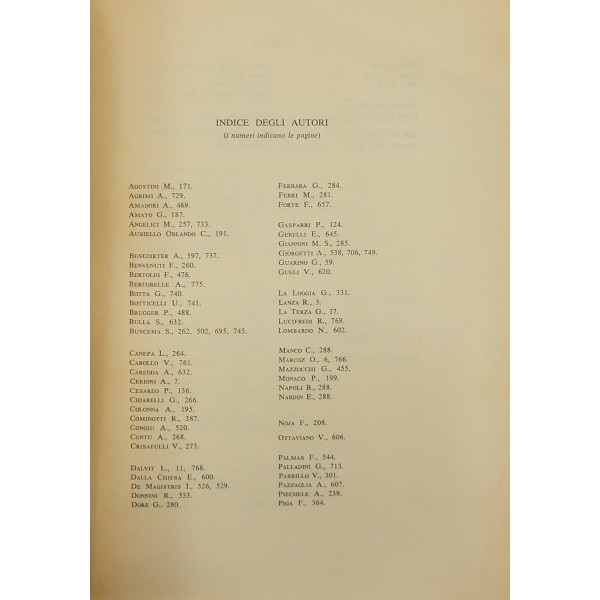 INDICE DEGLI AUTORI
(i numeri indicano le pagine)
AGOSTINI M., 171.
AGRIMI A., 729.
AMADORI A., 469.
AMATO G., 187.
ANGELICI M., 257, 733.
AUSIELLO ORLANDO C., 191.
BENEDIKTER A., 597, 737.
BENVENUTI F., 260.
BERTOLDI F., 476.
BERTORELLE A., 775.
BOTTA G., 740.
BOTTICELLI U., 741.
BRUGGER P., 488.
BULLA S., 632.
BUSCEMA S., 262, 502, 695, 745.
CANEPA L., 264.
CAROLLO V., 761.
CAREDDA A., 632.
CERIONI A., 7.
CESAREO P., 136.
CHIARELLI G., 266.
COLONNA A., 195.
COMINOTTI R., 387.
CONGIU A., 520.
CONTU A., 268.
CRISAFULLI V., 273.
DALVIT L., 11, 768.
DALLA CHIESA E., 600.
DE MAGISTRIS I., 526, 529.
DONNINI R., 533.
DORE G., 280.
FERRARA G., 284.
FERRI M., 281.
FORTE F., 657.
GASPARRI P., 124.
GERELLI E., 645.
GIANNINI M. S., 285.
GIORGETTI A., 538, 706, 749.
GUARINO G., 59.
GUELI V., 620.
LA LOGGIA G., 331.
LANZA R., 3.
LA TERZA G., 17.
LUCIFREDI R., 769.
LOMBARDO N., 602.
MANCO C., 288.
MARCOZ O., 6, 766.
MAZZOCCHI G., 455.
MONACO P., 199.
NAPOLI B., 288.
NARDIN E., 288.
NOJA F., 208.
OTTAVIANO V., 606.
PALMAS F., 544.
PALLADINI G., 713.
PARRILLO V., 301.
PAZZAGLIA A., 607.
PIECHELE A., 239.
PIGA F., 364.